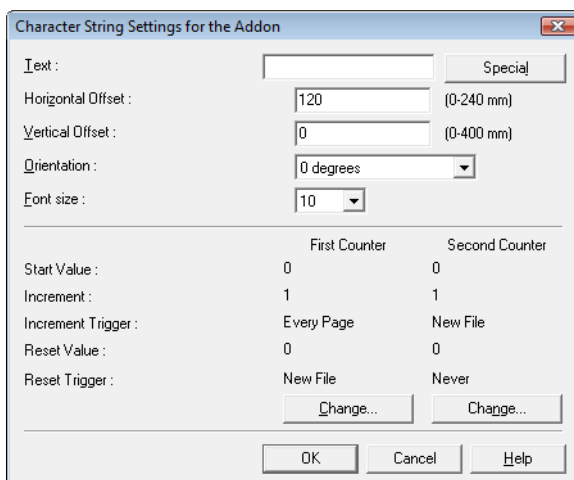 Character String Settings for the Addon
Text : Special
Horizontal Offset : 120 (0-240 mm)
Vertical Offset : 0 (0-400 mm)
Orientation : 0 degrees
Font size : 10
First Counter Second Counter
Start Value : 0 0
Increment : 1 1
Increment Trigger : Every Page New File
Reset Value : 0 0
Reset Trigger : New File Never
Change... Change...
OK Cancel Help